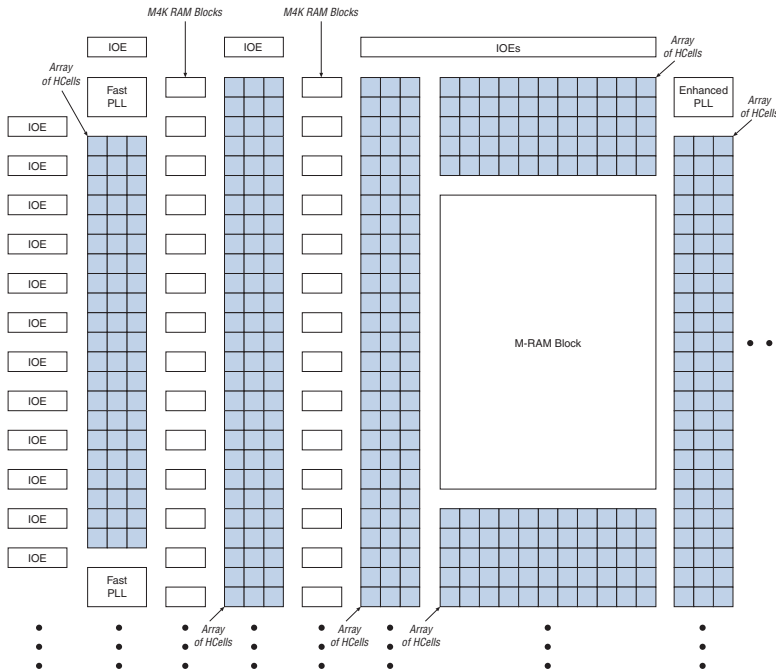 M4K RAM Blocks
M4K RAM Blocks
IOE
IOE
IOEs
Array
of HCells
Array
of HCells
Fast
PLL
Enhanced
PLL
Array
of HCells
IOE
IOE
IOE
IOE
IOE
IOE
M-RAM Block
IOE
IOE
IOE
IOE
IOE
IOE
Fast
PLL
Array
of HCells
Array
of HCells
Array
of HCells